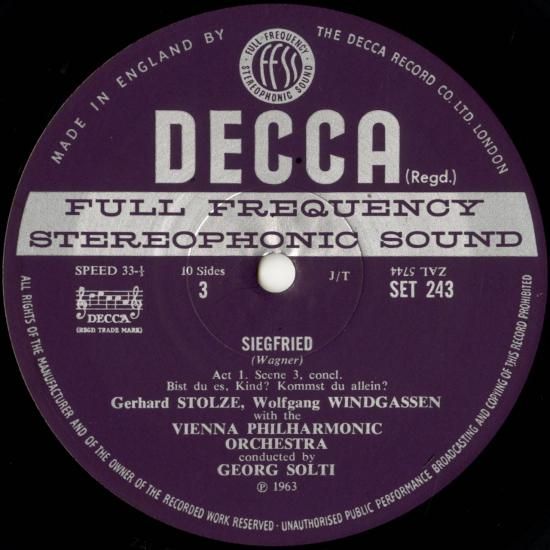 MADE IN ENGLAND BY THE DECCA RECORD CO. LTD. LONDON
FULL · FREQUENCY
FFSS
STEREOPHONIC SOUND
DECCA (Regd.)
FULL FREQUENCY
STEREOPHONIC SOUND
SPEED 33-⅓
10 Sides
3
J/T
ZAL 5744
SET 243
DECCA
(REGD TRADE MARK)
SIEGFRIED
(Wagner)
Act 1. Scene 3, concl.
Bist du es, Kind? Kommst du allein?
Gerhard STOLZE, Wolfgang WINDGASSEN
with the
VIENNA PHILHARMONIC
ORCHESTRA
conducted by
GEORG SOLTI
℗ 1963
ALL RIGHTS OF THE MANUFACTURER AND OF THE OWNER OF THE RECORDED WORK RESERVED · UNAUTHORISED PUBLIC PERFORMANCE BROADCASTING AND COPYING OF THIS RECORD PROHIBITED